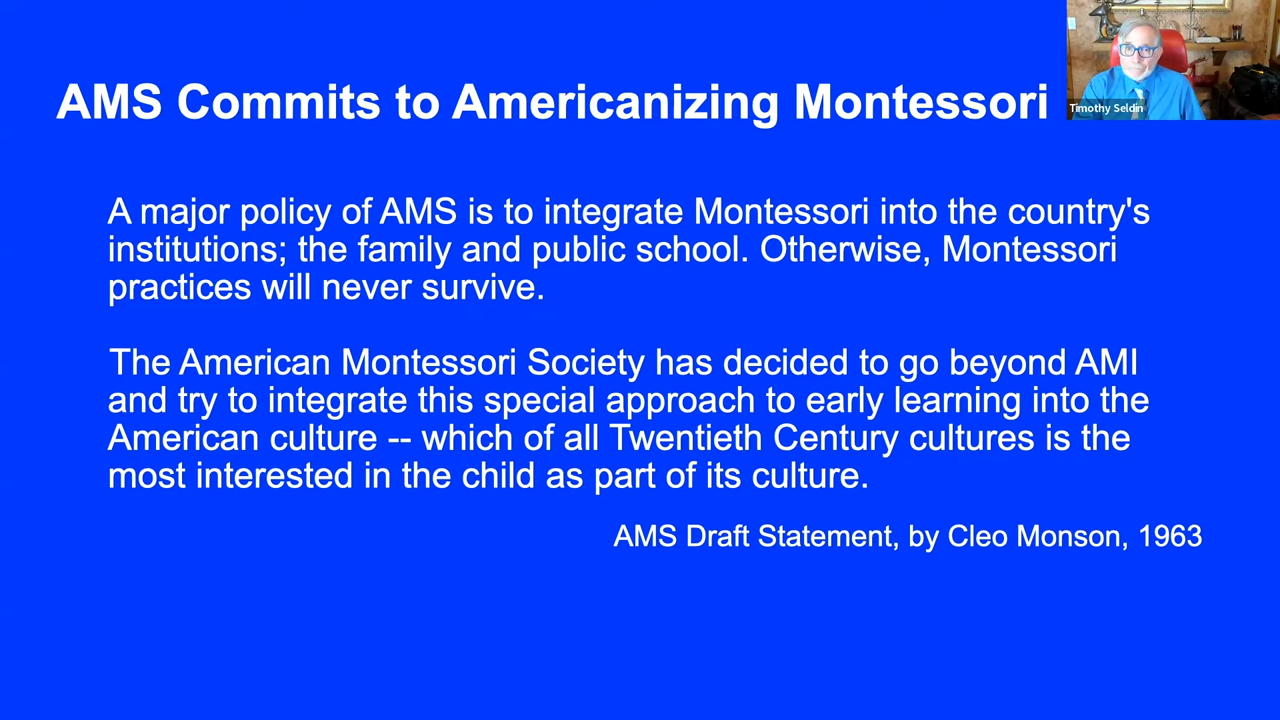 AMS Commits to Americanizing Montessori
Timothy Seldin
A major policy of AMS is to integrate Montessori into the country's
institutions; the family and public school. Otherwise, Montessori
practices will never survive.
The American Montessori Society has decided to go beyond AMI
and try to integrate this special approach to early learning into the
American culture -- which of all Twentieth Century cultures is the
most interested in the child as part of its culture.
AMS Draft Statement, by Cleo Monson, 1963